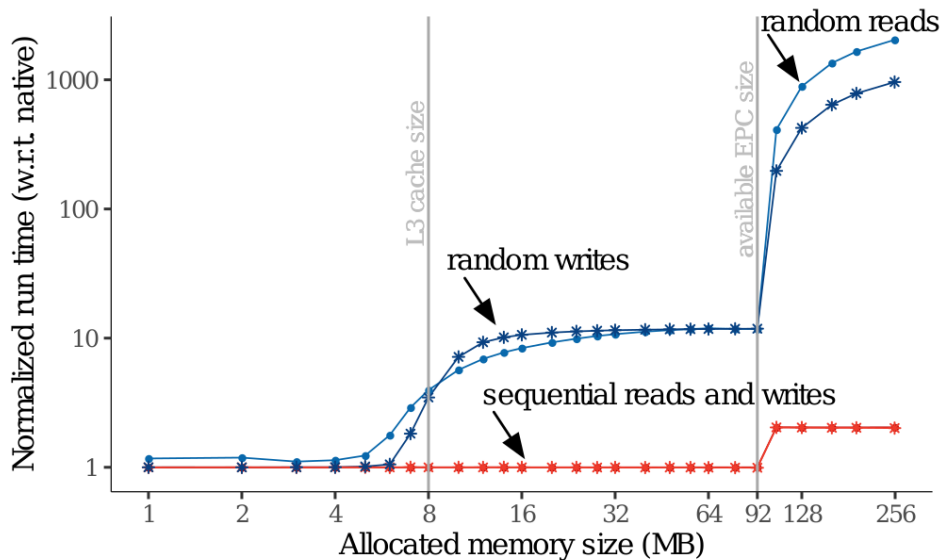 random reads
1000
L3 cache size
available EPC size
100
random writes
10
sequential reads and writes
1
1 2 4 8 16 32 64 92 128 256
Allocated memory size (MB)
Normalized run time (w.r.t. native)